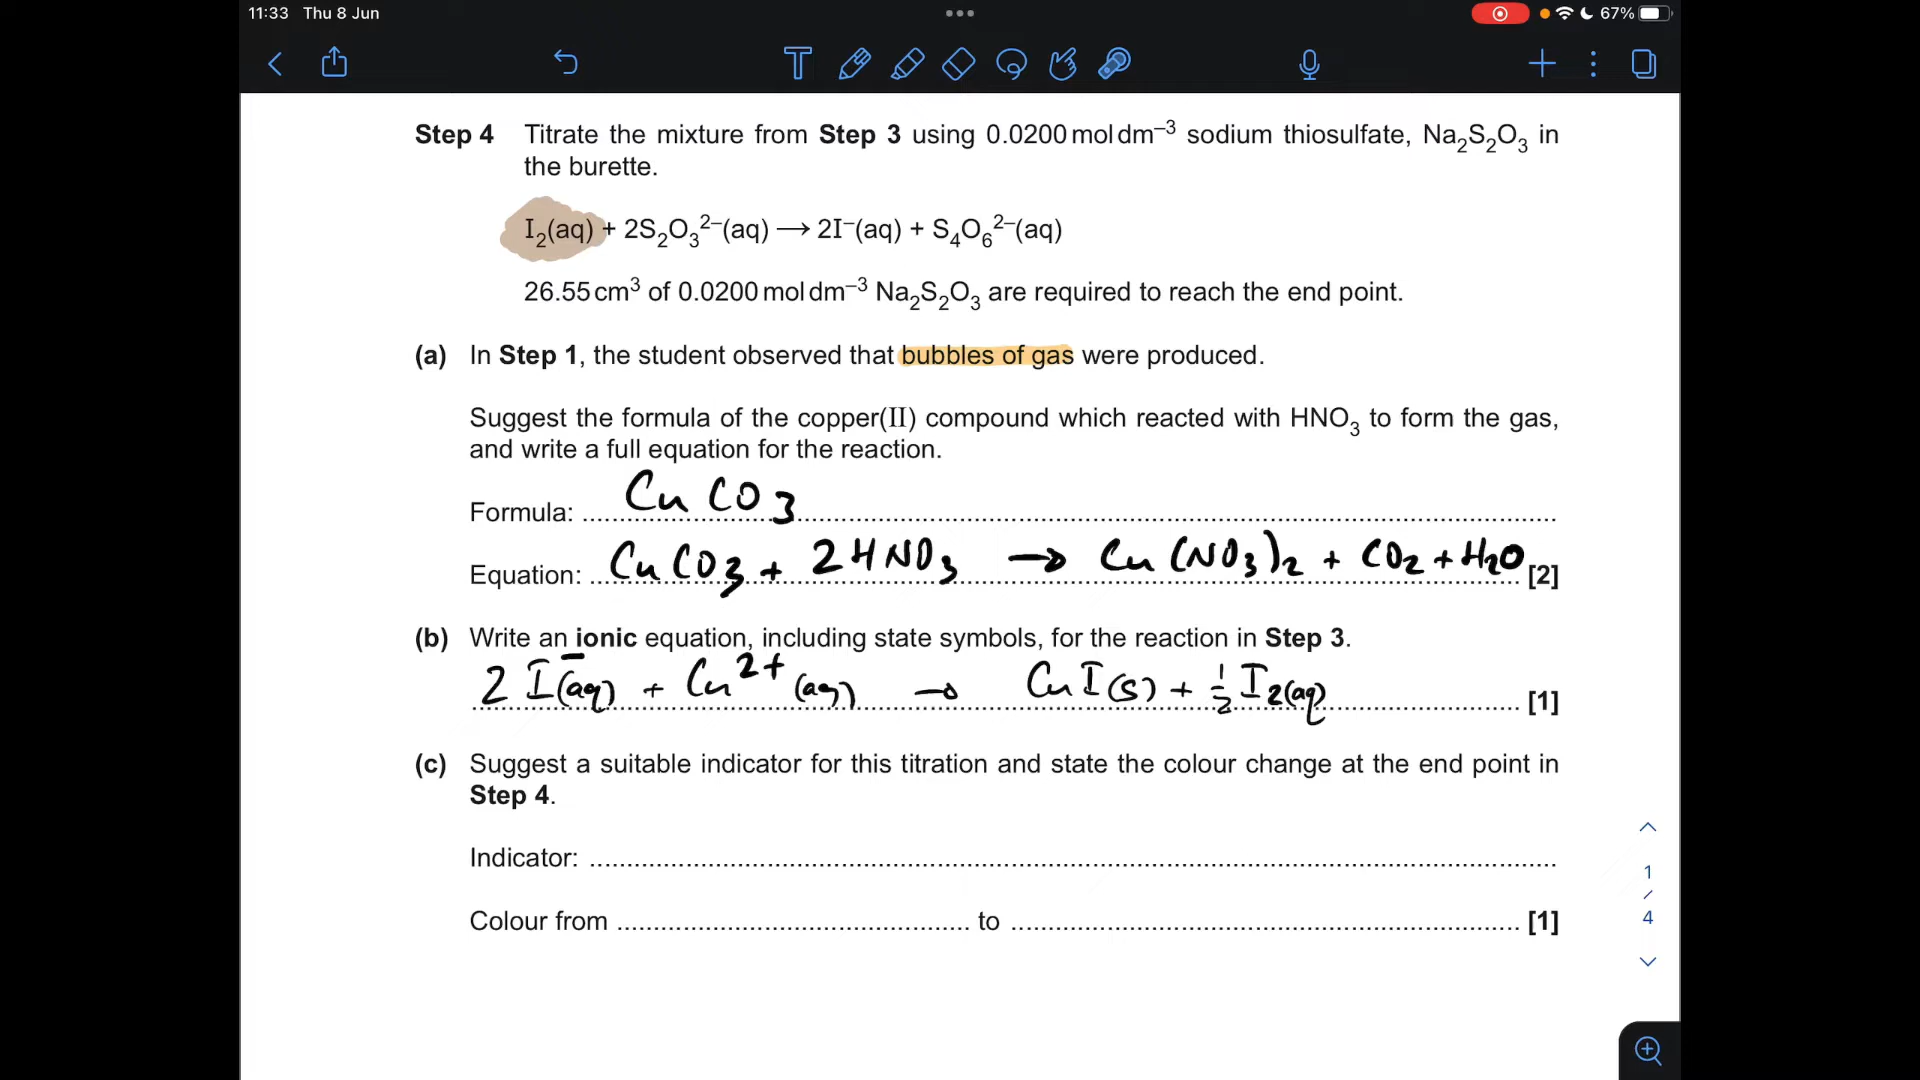 11:33 Thu 8 Jun
67%
Step 4 Titrate the mixture from Step 3 using 0.0200 mol dm⁻³ sodium thiosulfate, Na₂S₂O₃ in
the burette.
I₂(aq) + 2S₂O₃²⁻(aq) ⟶ 2I⁻(aq) + S₄O₆²⁻(aq)
26.55 cm³ of 0.0200 mol dm⁻³ Na₂S₂O₃ are required to reach the end point.
(a) In Step 1, the student observed that bubbles of gas were produced.
Suggest the formula of the copper(II) compound which reacted with HNO₃ to form the gas,
and write a full equation for the reaction.
Formula: CuCO₃
Equation: CuCO₃ + 2HNO₃ → Cu(NO₃)₂ + CO₂ + H₂O [2]
(b) Write an ionic equation, including state symbols, for the reaction in Step 3.
2I⁻(aq) + Cu²⁺(aq) → CuI(s) + ½I₂(aq) [1]
(c) Suggest a suitable indicator for this titration and state the colour change at the end point in
Step 4.
Indicator: ................
Colour from ................ to ................ [1]
1
/
4